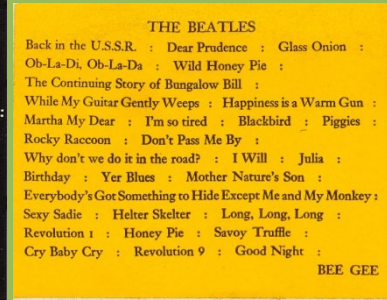 THE BEATLES
Back in the U.S.S.R. : Dear Prudence : Glass Onion :
Ob-La-Di, Ob-La-Da : Wild Honey Pie :
The Continuing Story of Bungalow Bill :
While My Guitar Gently Weeps : Happiness is a Warm Gun :
Martha My Dear : I'm so tired : Blackbird : Piggies :
Rocky Raccoon : Don't Pass Me By :
Why don't we do it in the road? : I Will : Julia :
Birthday : Yer Blues : Mother Nature's Son :
Everybody's Got Something to Hide Except Me and My Monkey :
Sexy Sadie : Helter Skelter : Long, Long, Long :
Revolution 1 : Honey Pie : Savoy Truffle :
Cry Baby Cry : Revolution 9 : Good Night :
BEE GEE